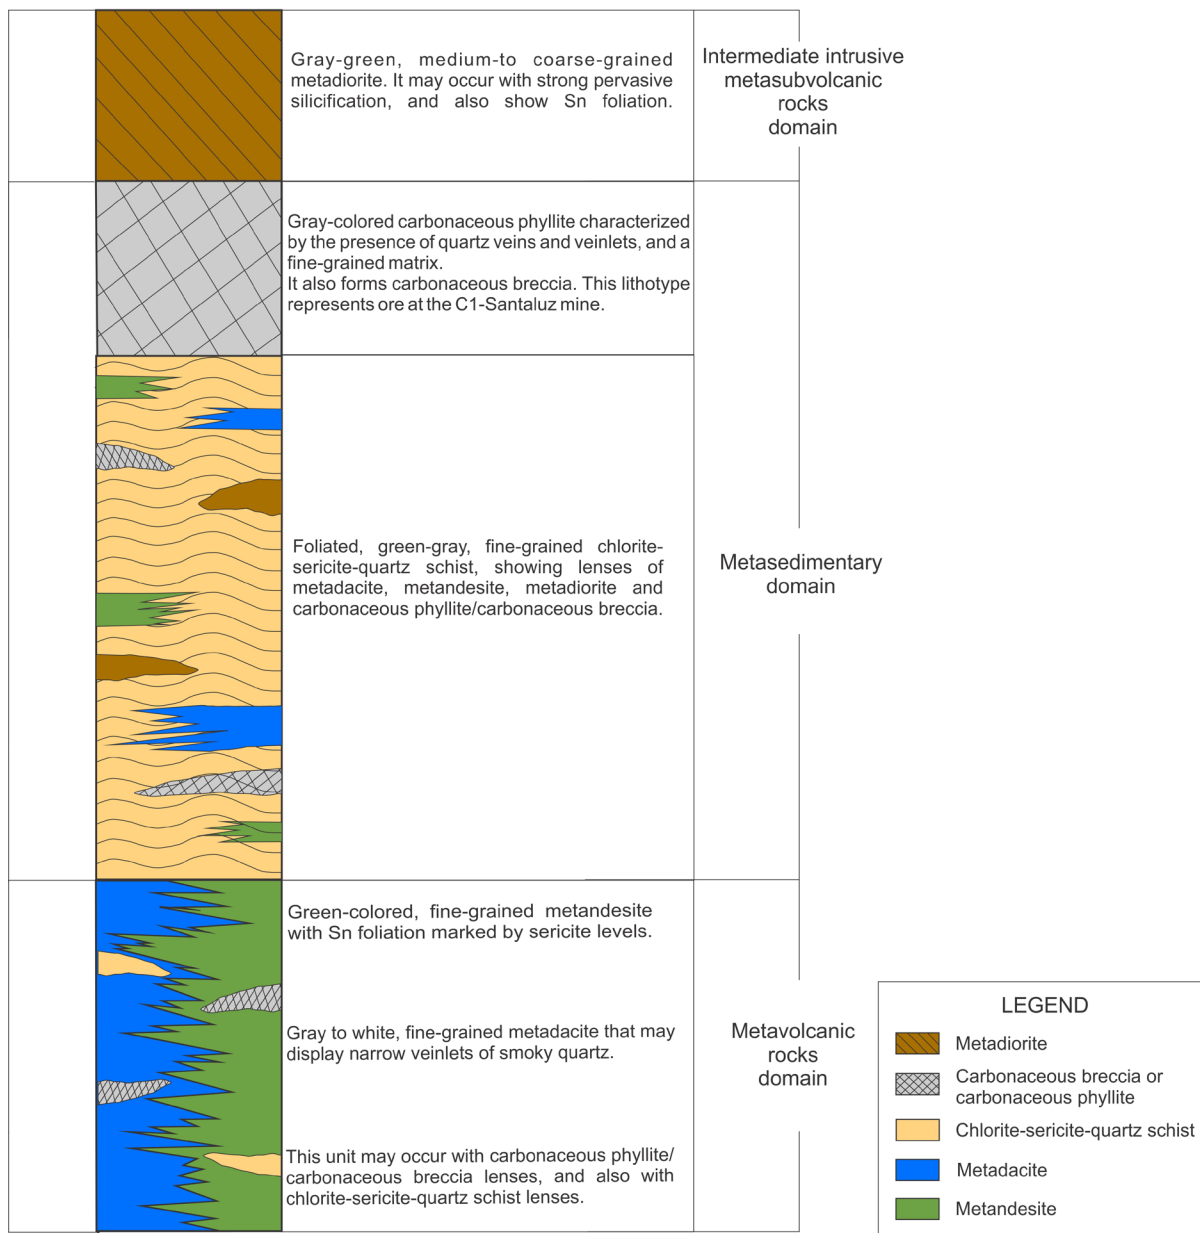 Gray-green, medium-to coarse-grained
metadiorite. It may occur with strong pervasive
silicification, and also show Sn foliation.
Intermediate intrusive
metasubvolcanic
rocks
domain
Gray-colored carbonaceous phyllite characterized
by the presence of quartz veins and veinlets, and a
fine-grained matrix.
It also forms carbonaceous breccia. This lithotype
represents ore at the C1-Santaluz mine.
Foliated, green-gray, fine-grained chlorite-
sericite-quartz schist, showing lenses of
metadacite, metandesite, metadiorite and
carbonaceous phyllite/carbonaceous breccia.
Metasedimentary
domain
Green-colored, fine-grained metandesite
with Sn foliation marked by sericite levels.
Gray to white, fine-grained metadacite that may
display narrow veinlets of smoky quartz.
This unit may occur with carbonaceous phyllite/
carbonaceous breccia lenses, and also with
chlorite-sericite-quartz schist lenses.
Metavolcanic
rocks
domain
LEGEND
Metadiorite
Carbonaceous breccia or
carbonaceous phyllite
Chlorite-sericite-quartz schist
Metadacite
Metandesite